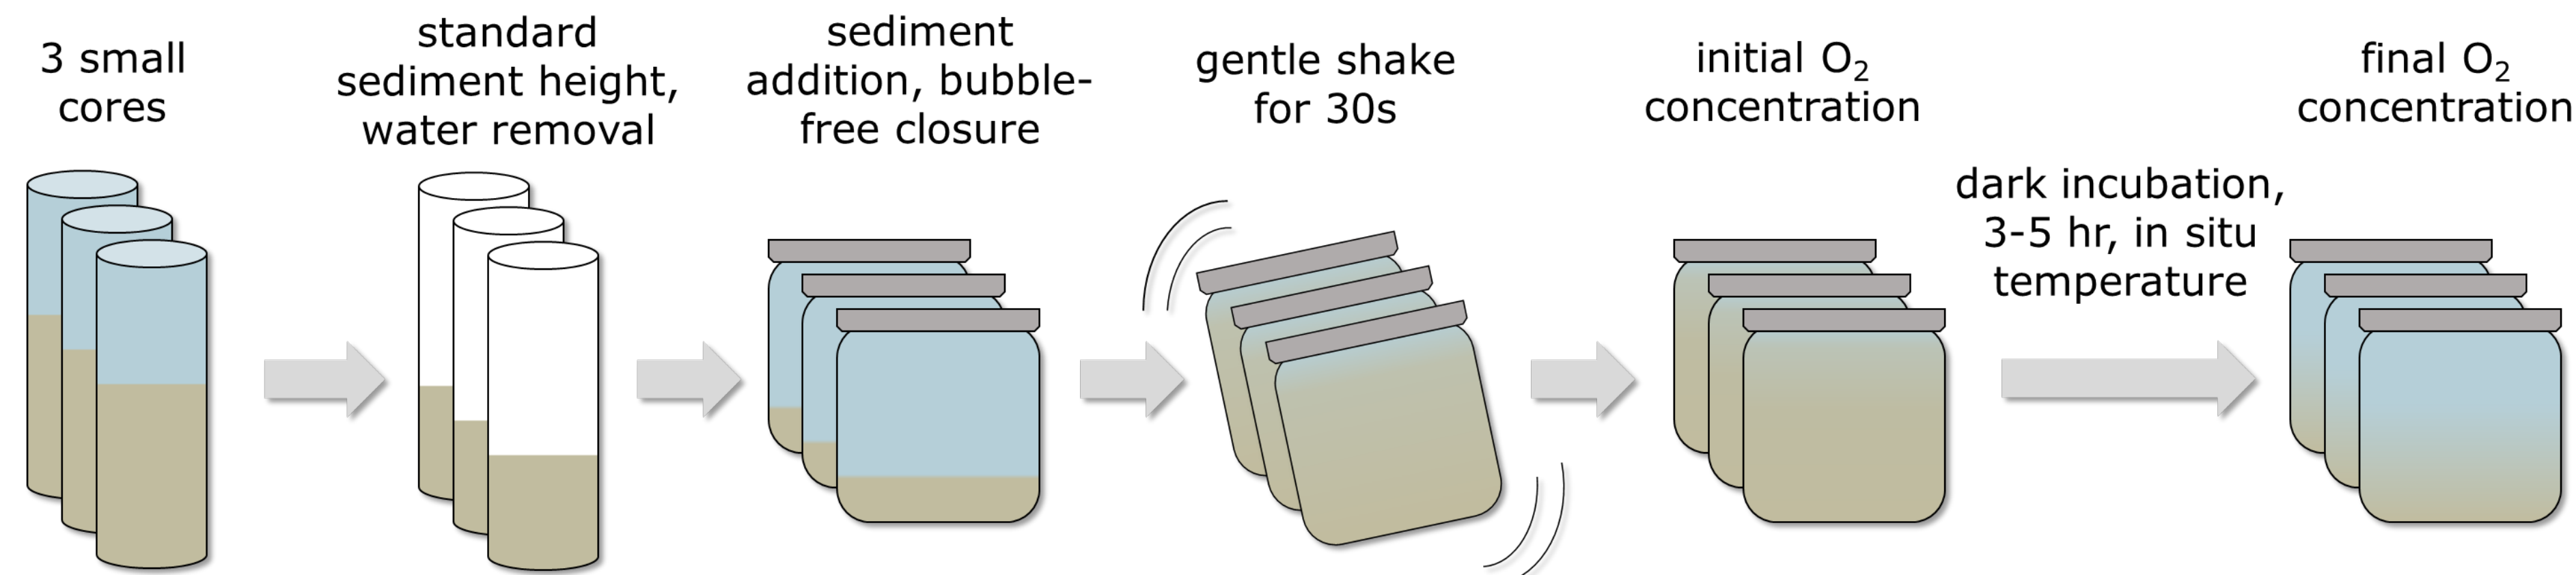 3 small
cores
standard
sediment height,
water removal
sediment
addition, bubble-
free closure
gentle shake
for 30s
initial O₂
concentration
dark incubation,
3-5 hr, in situ
temperature
final O₂
concentration